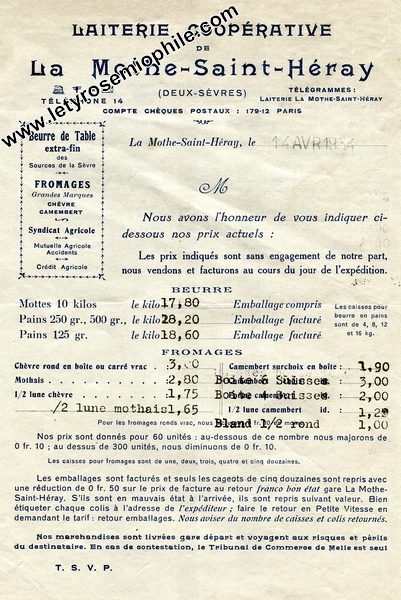 LAITERIE COOPÉRATIVE
DE
La Mothe-Saint-Héray
(DEUX-SÈVRES)
TÉLÉPHONE 14
TÉLÉGRAMMES :
LAITERIE LA MOTHE-SAINT-HÉRAY
COMPTE CHÈQUES POSTAUX : 179-12 PARIS
www.letyrosemiophile.com
Beurre de Table
extra-fin
des
Sources de la Sèvre
FROMAGES
Grandes Marques
CHÈVRE
CAMEMBERT
Syndicat Agricole
Mutuelle Agricole
Accidents
Crédit Agricole
La Mothe-Saint-Héray, le 14 AVR 1934
M
Nous avons l'honneur de vous indiquer ci-
dessous nos prix actuels :
Les prix indiqués sont sans engagement de notre part,
nous vendons et facturons au cours du jour de l'expédition.
BEURRE
Mottes 10 kilos le kilo 17,80 Emballage compris
Pains 250 gr., 500 gr., le kilo 18,20 Emballage facturé
Pains 125 gr. le kilo 18,60 Emballage facturé
Les caisses pour
beurre en pains
sont de 4, 8, 12
et 16 kg.
FROMAGES
Chèvre rond en boîte ou carré vrac : 3,00
Mothais : 2,80
1/2 lune chèvre : 1,75
1/2 lune mothais 1,65
Camembert surchoix en boîte : 1,90
Boite 6 Suisses 3,00
Boite 4 Suisses 2,00
1/2 lune camembert id. : 1,25
Bland 1/2 rond 1,00
Pour les fromages ronds vrac, nous
Nos prix sont donnés pour 60 unités : au-dessous de ce nombre nous majorons de
0 fr. 10 ; au dessus de 300 unités, nous diminuons de 0 fr. 10.
Les caisses pour fromages sont de une, deux, trois, quatre et cinq douzaines.
Les emballages sont facturés et seuls les cageots de cinq douzaines sont repris avec
une réduction de 0 fr. 50 sur le prix de facture au retour franco bon état gare La Mothe-
Saint-Héray. S'ils sont en mauvais état à l'arrivée, ils sont repris suivant valeur. Bien
étiqueter chaque colis à l'adresse de l'expéditeur ; faire le retour en Petite Vitesse en
demandant le tarif : retour emballages. Nous aviser du nombre de caisses et colis retournés.
Nos marchandises sont livrées gare départ et voyagent aux risques et périls
du destinataire. En cas de contestation, le Tribunal de Commerce de Melle est seul
T. S. V. P.